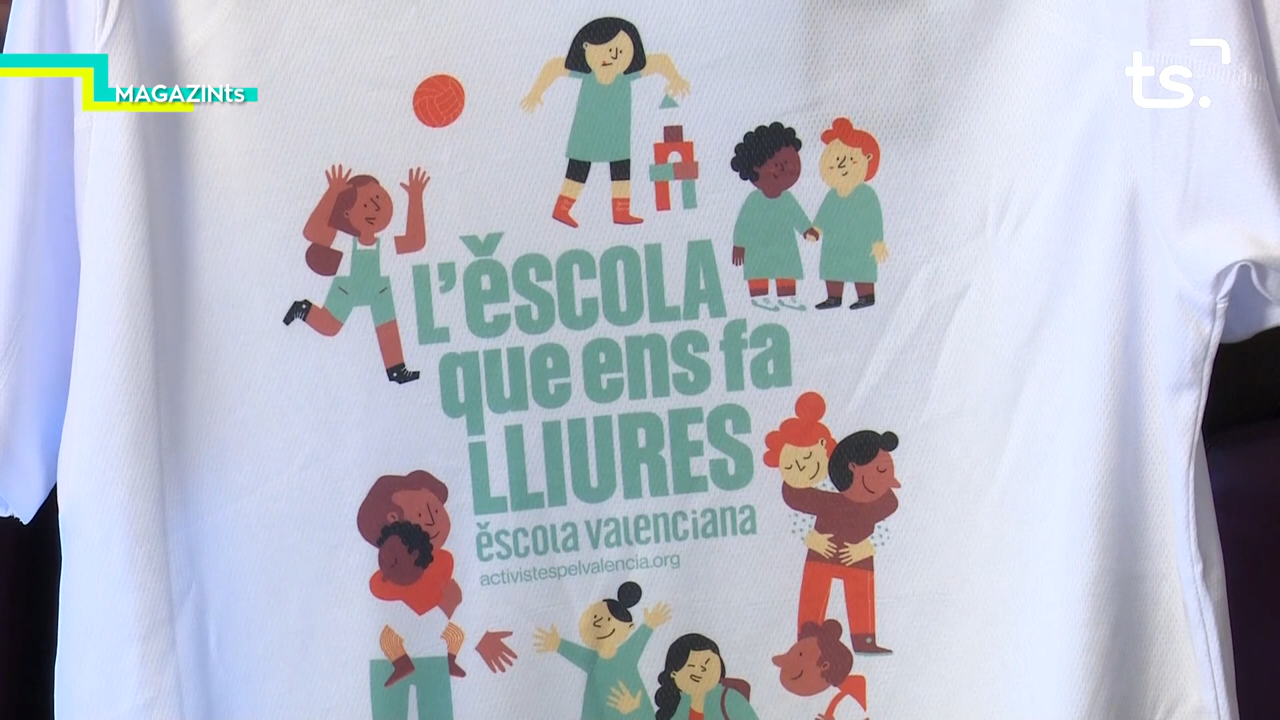 MAGAZINts
ts.
L'ĕSCOLA
que ens fa
LLIURES
ĕscola valenciana
activistespelvalencia.org